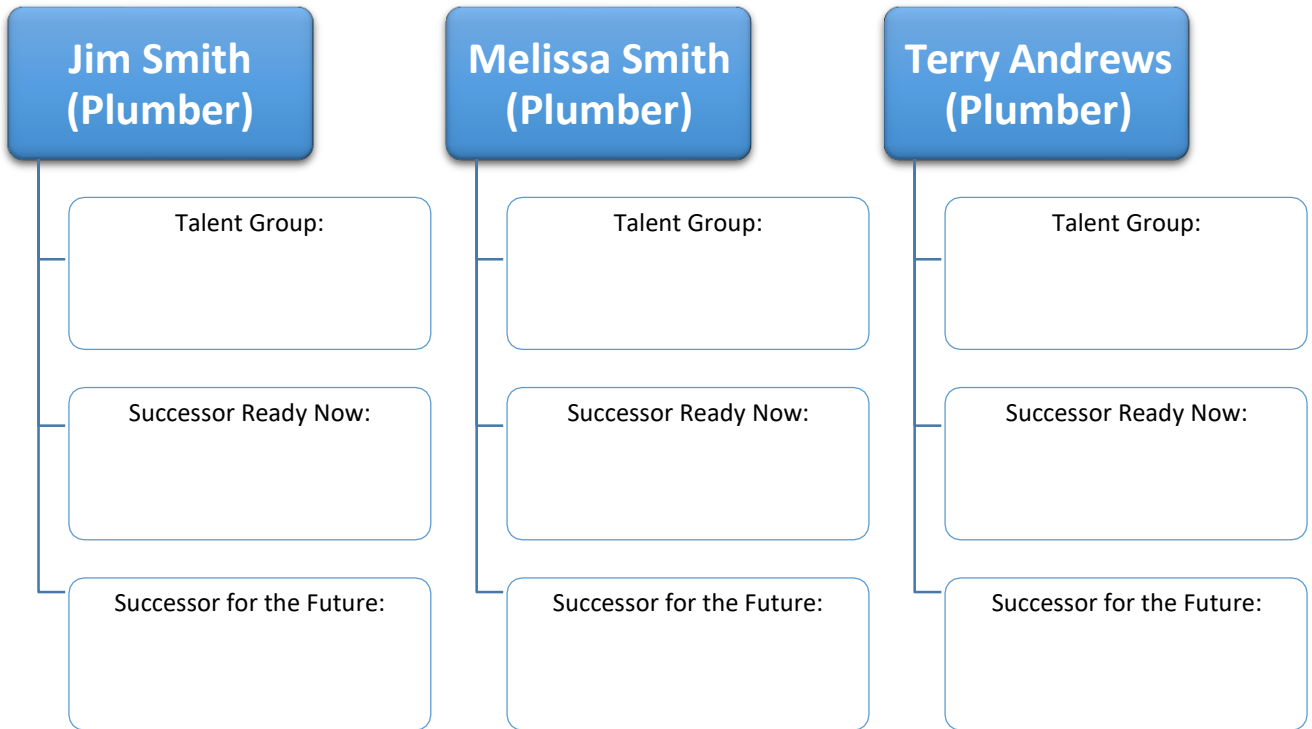 Jim Smith
(Plumber)
Talent Group:
Successor Ready Now:
Successor for the Future:
Melissa Smith
(Plumber)
Talent Group:
Successor Ready Now:
Successor for the Future:
Terry Andrews
(Plumber)
Talent Group:
Successor Ready Now:
Successor for the Future: